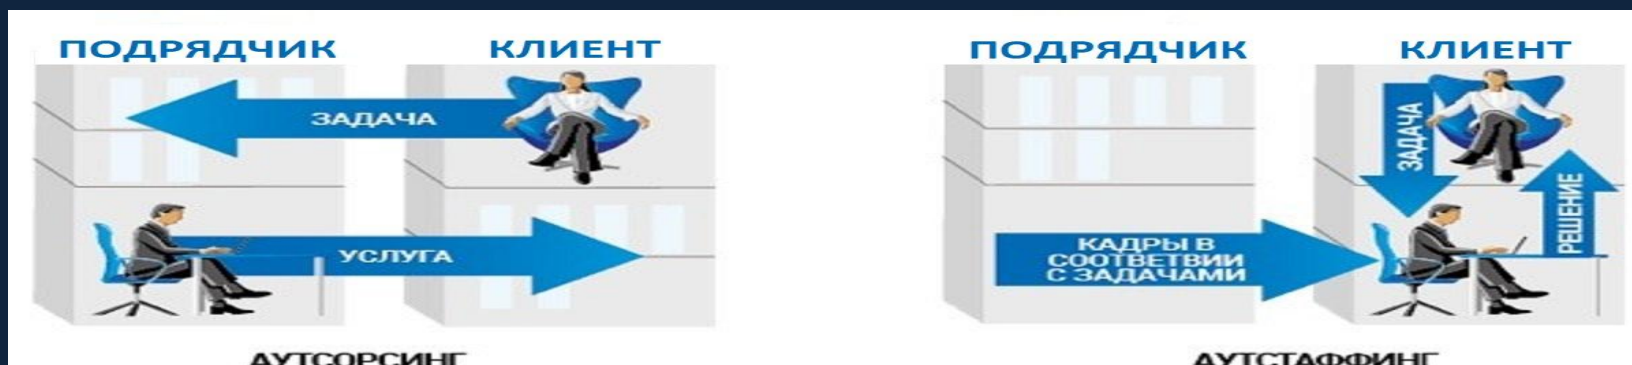 ПОДРЯДЧИК КЛИЕНТ
ЗАДАЧА
УСЛУГА
АУТСОРСИНГ
ПОДРЯДЧИК КЛИЕНТ
ЗАДАЧА
РЕШЕНИЕ
КАДРЫ В
СООТВЕТВИИ
С ЗАДАЧАМИ
АУТСТАФФИНГ